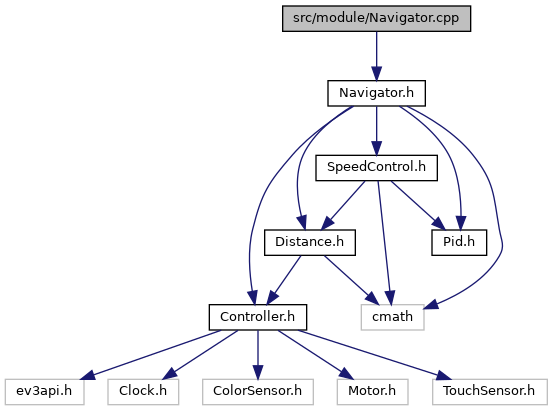 src/module/Navigator.cpp
Navigator.h
SpeedControl.h
Distance.h
Pid.h
Controller.h
cmath
ev3api.h
Clock.h
ColorSensor.h
Motor.h
TouchSensor.h